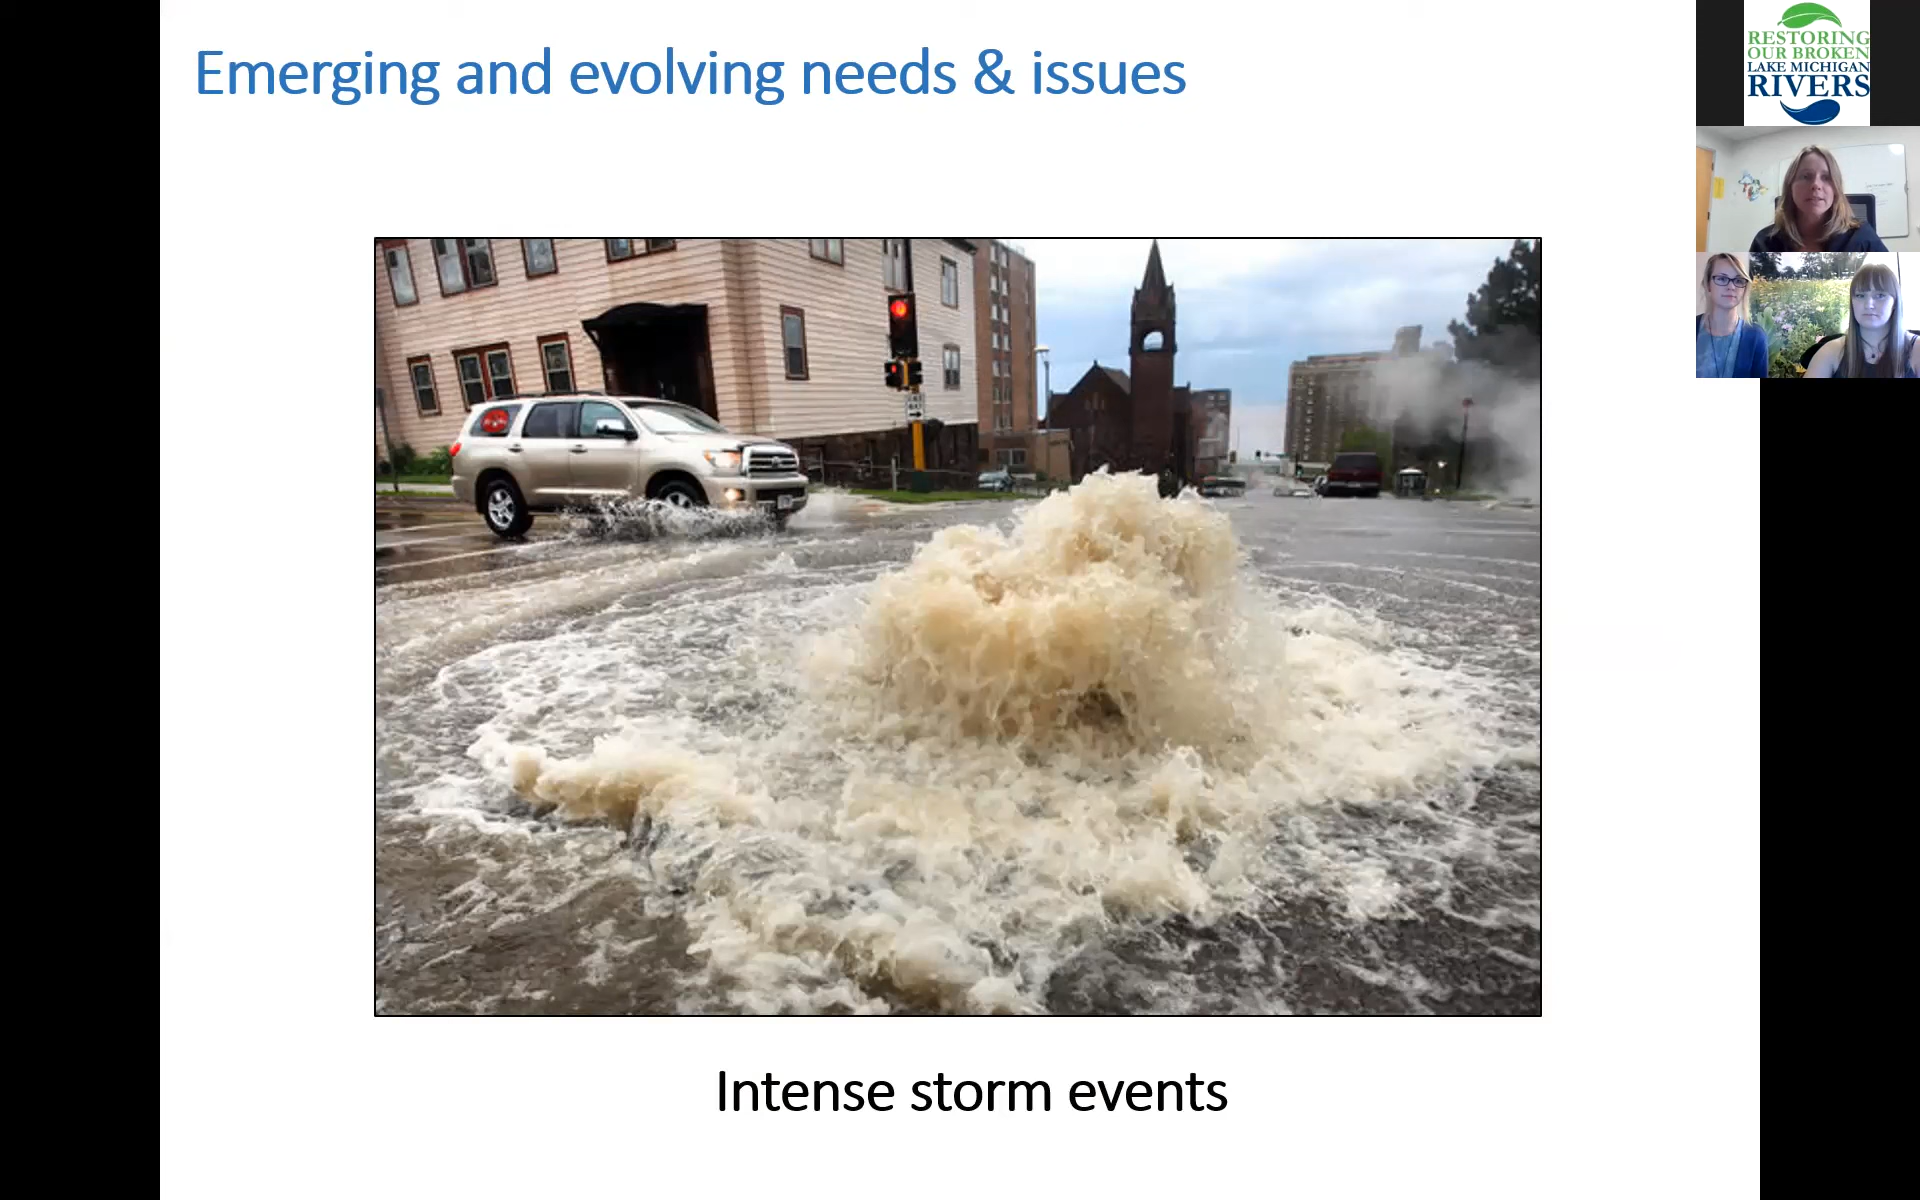 Emerging and evolving needs & issues
RESTORING
OUR BROKEN
LAKE MICHIGAN
RIVERS
Intense storm events